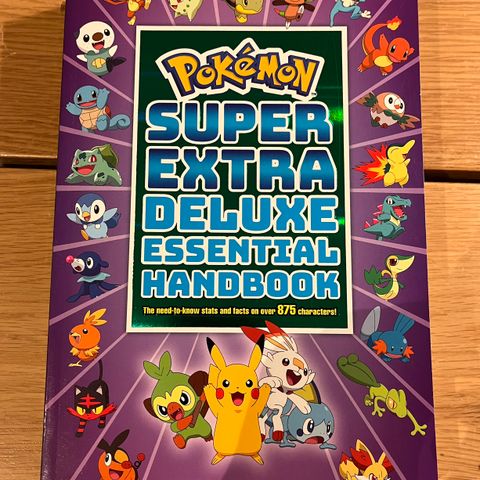 POKéMON
SUPER
EXTRA
DELUXE
ESSENTIAL
HANDBOOK
The need-to-know stats and facts on over 875 characters!